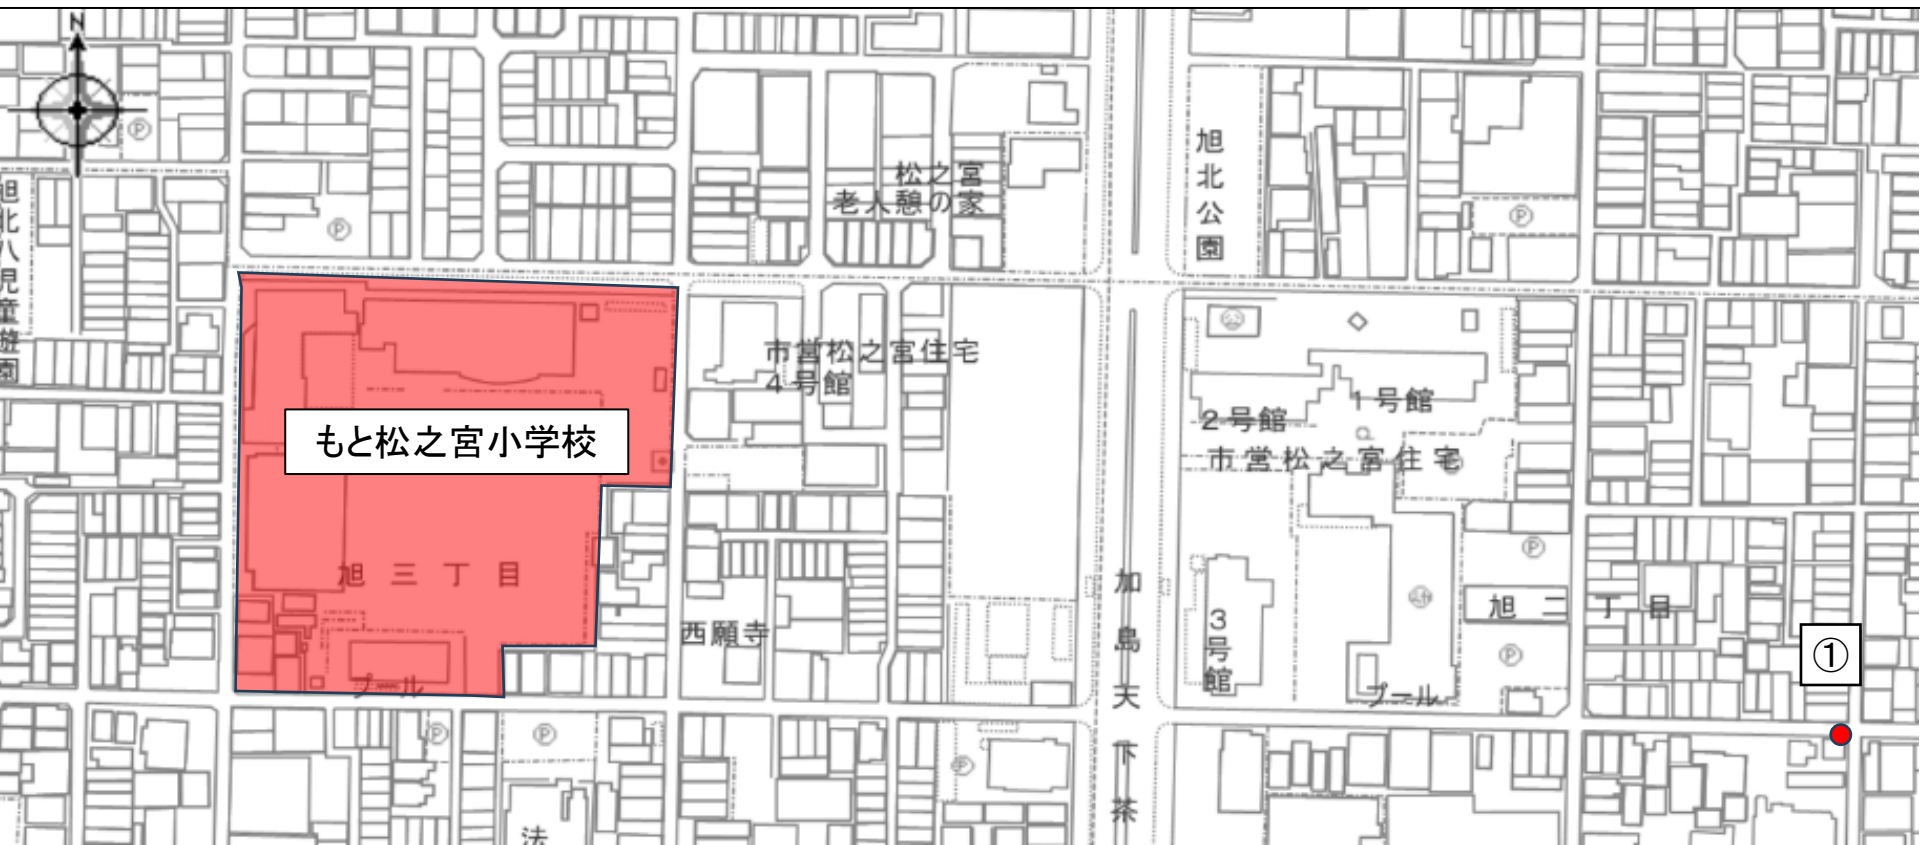 N
Ⓟ
旭北公園
松之宮
老人憩の家
Ⓟ
Ⓟ
旭北八児童遊園
市営松之宮住宅
4号館
1号館
2号館
市営松之宮住宅
もと松之宮小学校
Ⓟ
旭三丁目
加島天下茶
旭二丁目
3号館
西願寺
①
Ⓟ
プール
プール
Ⓟ
Ⓟ
Ⓟ
法